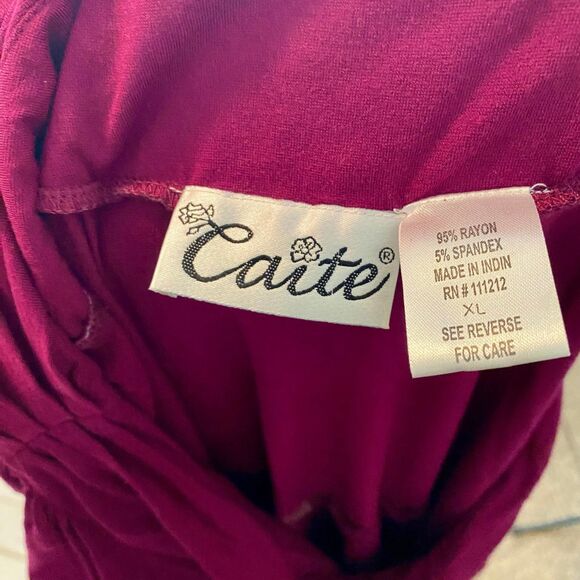 Caite®
95% RAYON
5% SPANDEX
MADE IN INDIN
RN # 111212
XL
SEE REVERSE
FOR CARE